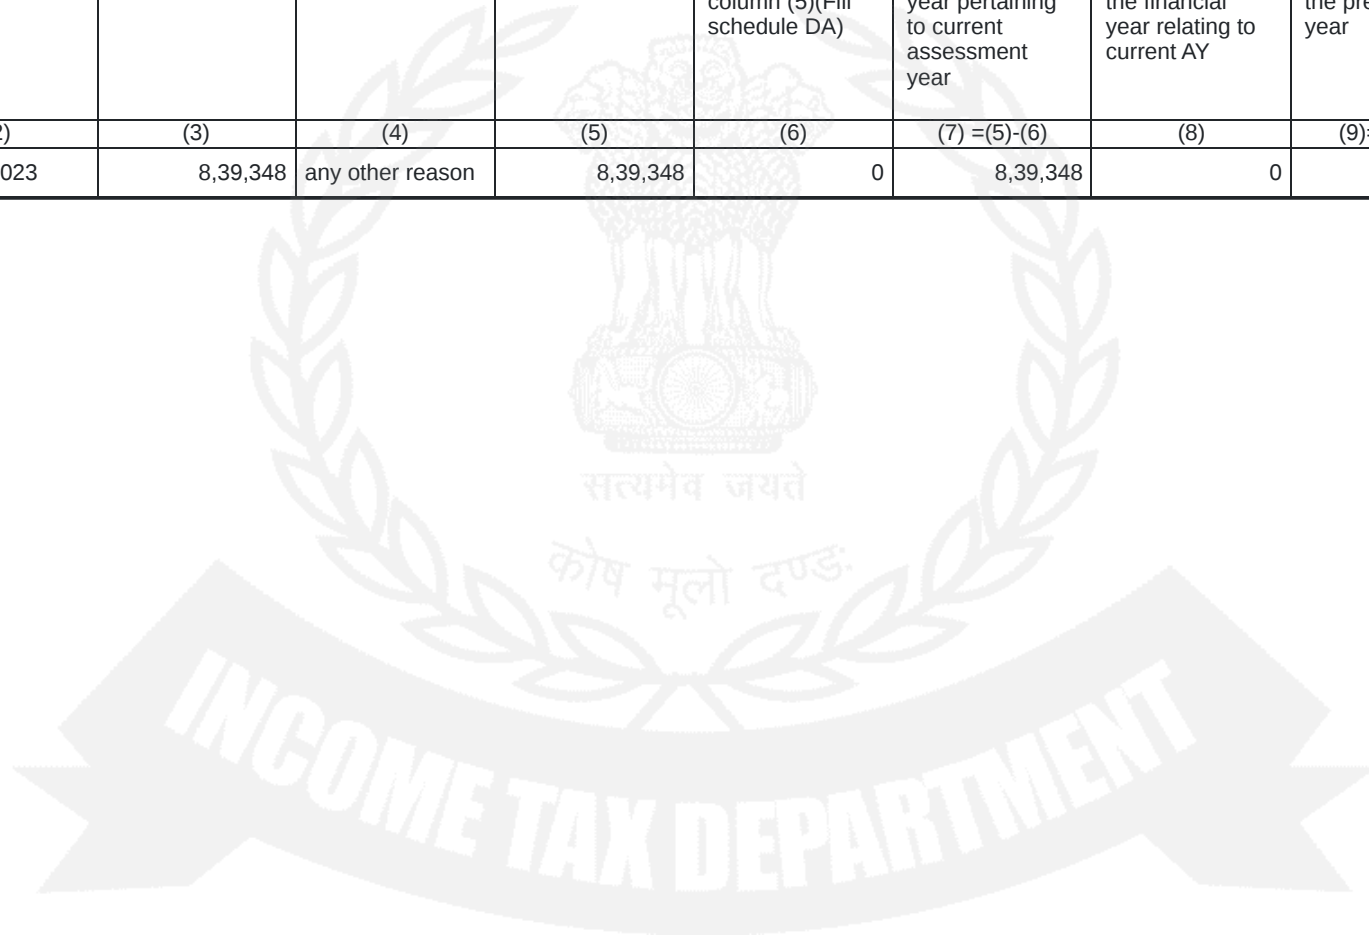 column (5)(Fill
schedule DA)
year pertaining
to current
assessment
year
the financial
year relating to
current AY
year
(3) (4) (5) (6) (7) =(5)-(6) (8)
023 8,39,348 any other reason 8,39,348 0 8,39,348 0
सत्यमेव जयते
कोष मूलो दण्डः
INCOME TAX DEPARTMENT